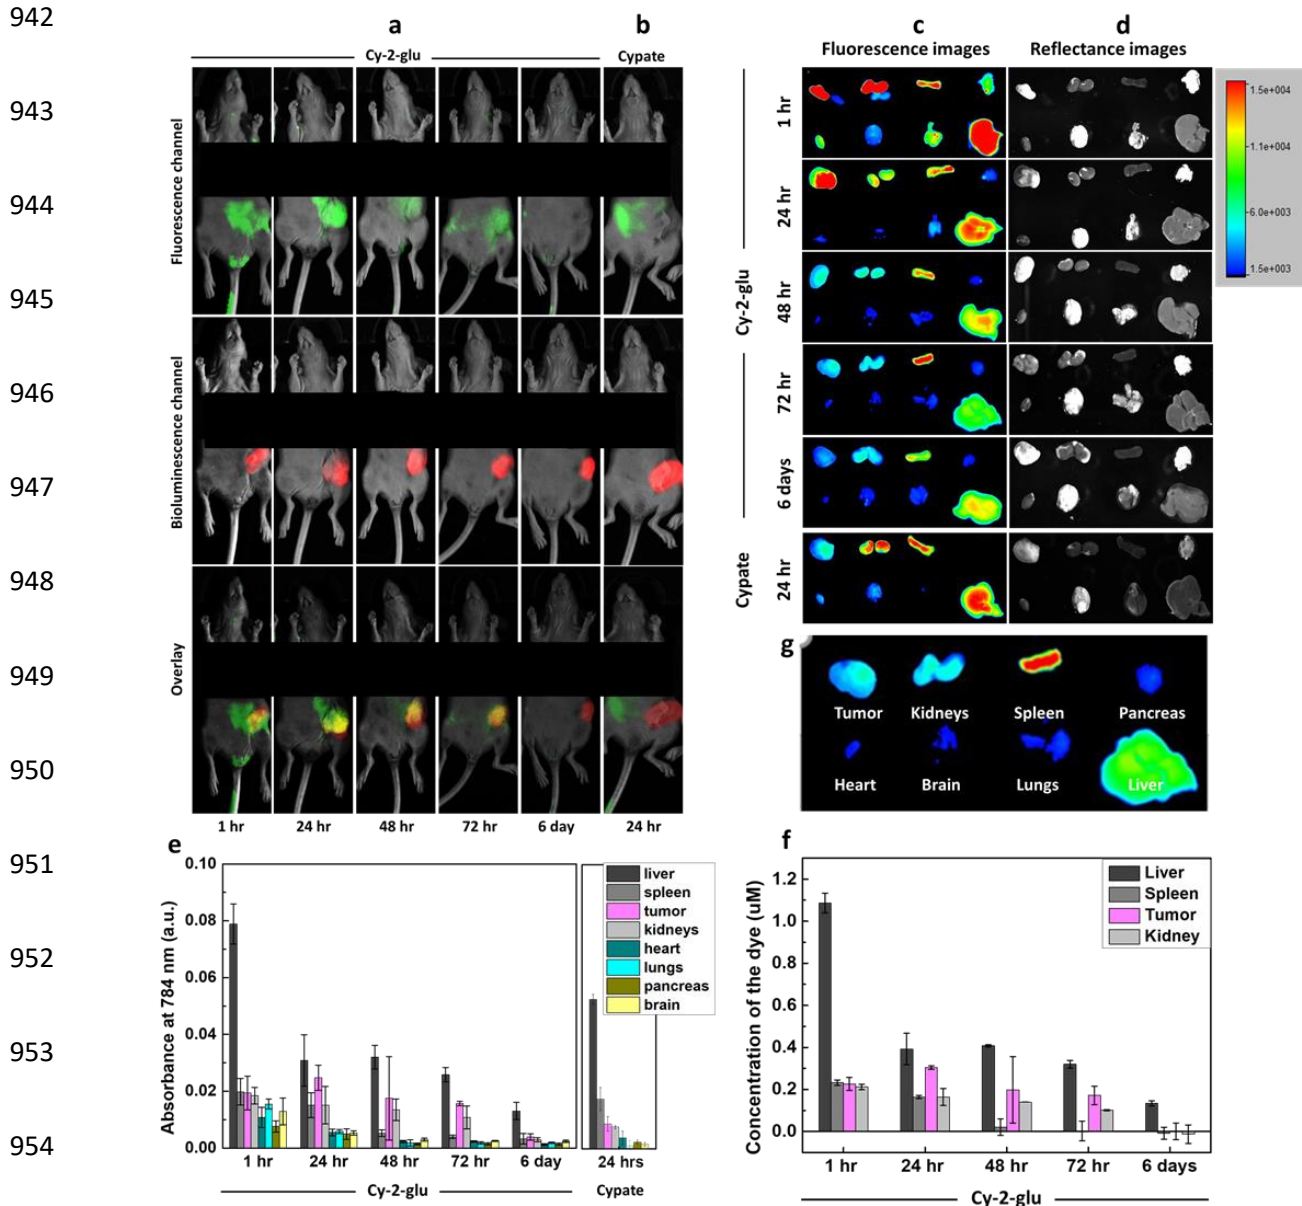 942
943
944
945
946
947
948
949
950
951
952
953
954
a
b
Cy-2-glu
Cypate
Fluorescence channel
Bioluminescence channel
Overlay
1 hr
24 hr
48 hr
72 hr
6 day
24 hr
c
d
Fluorescence images
Reflectance images
1 hr
24 hr
48 hr
72 hr
6 days
24 hr
Cy-2-glu
Cypate
1.5e+004
1.1e+004
6.0e+003
1.5e+003
g
Tumor
Kidneys
Spleen
Pancreas
Heart
Brain
Lungs
Liver
e
Absorbance at 784 nm (a.u.)
0.10
0.08
0.06
0.04
0.02
0.00
liver
spleen
tumor
kidneys
heart
lungs
pancreas
brain
1 hr
24 hr
48 hr
72 hr
6 day
24 hrs
Cy-2-glu
Cypate
f
Concentration of the dye (uM)
1.2
1.0
0.8
0.6
0.4
0.2
0.0
Liver
Spleen
Tumor
Kidney
1 hr
24 hr
48 hr
72 hr
6 days
Cy-2-glu